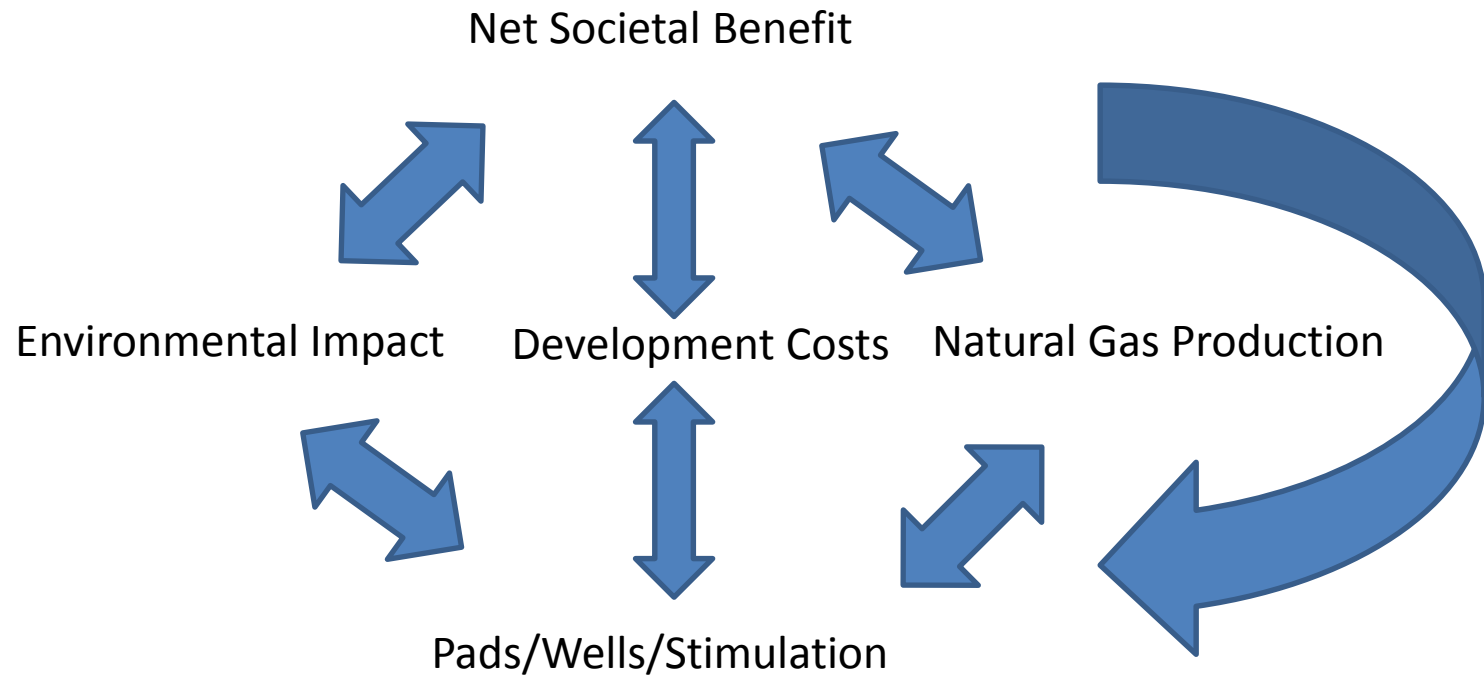 Net Societal Benefit
Environmental Impact
Development Costs
Natural Gas Production
Pads/Wells/Stimulation